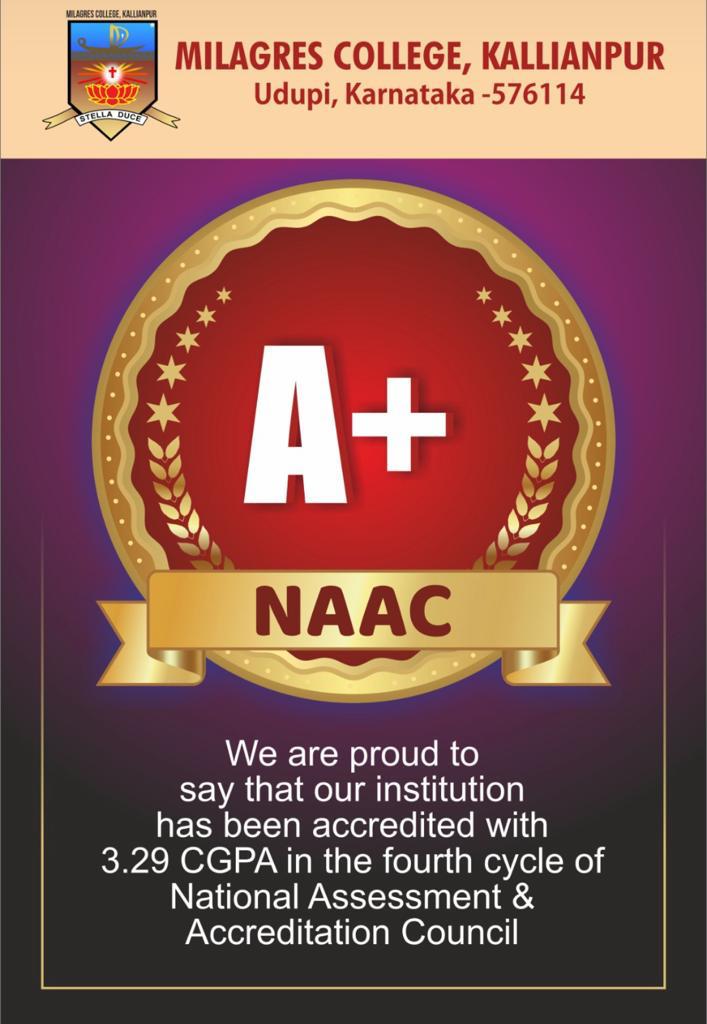 MILAGRES COLLEGE, KALLIANPUR
STELLA DUCE
MILAGRES COLLEGE, KALLIANPUR
Udupi, Karnataka -576114
A+
NAAC
We are proud to
say that our institution
has been accredited with
3.29 CGPA in the fourth cycle of
National Assessment &
Accreditation Council